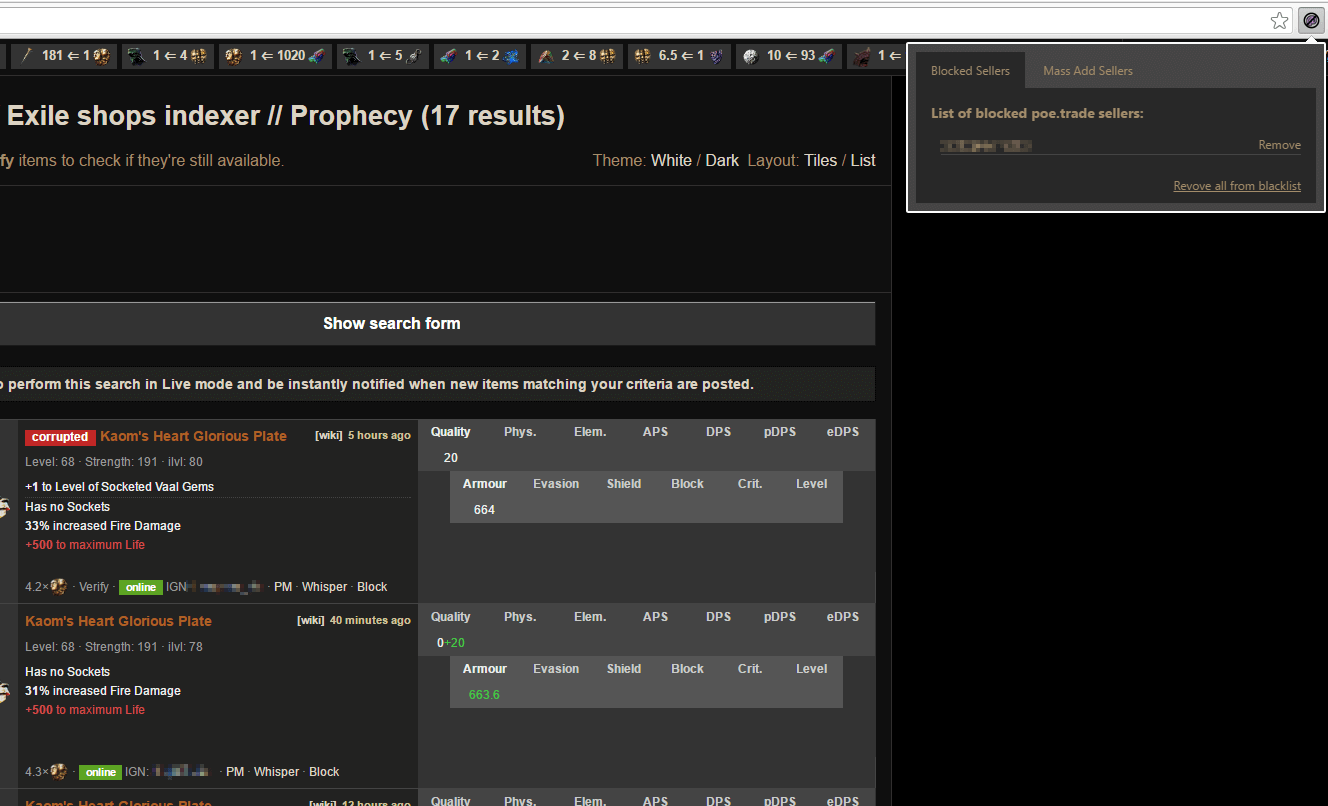 181 ⇐ 1 1 ⇐ 4 1 ⇐ 1020 1 ⇐ 5 1 ⇐ 2 2 ⇐ 8 6.5 ⇐ 1 10 ⇐ 93 1 ⇐
Blocked Sellers Mass Add Sellers
List of blocked poe.trade sellers:
Remove
Revove all from blacklist
Exile shops indexer // Prophecy (17 results)
fy items to check if they're still available.
Theme: White / Dark Layout: Tiles / List
Show search form
o perform this search in Live mode and be instantly notified when new items matching your criteria are posted.
corrupted Kaom's Heart Glorious Plate [wiki] 5 hours ago
Level: 68 · Strength: 191 · ilvl: 80
+1 to Level of Socketed Vaal Gems
Has no Sockets
33% increased Fire Damage
+500 to maximum Life
4.2× · Verify · online IGN · PM · Whisper · Block
Quality Phys. Elem. APS DPS pDPS eDPS
20
Armour Evasion Shield Block Crit. Level
664
Kaom's Heart Glorious Plate [wiki] 40 minutes ago
Level: 68 · Strength: 191 · ilvl: 78
Has no Sockets
31% increased Fire Damage
+500 to maximum Life
4.3× · online IGN: · PM · Whisper · Block
Quality Phys. Elem. APS DPS pDPS eDPS
0+20
Armour Evasion Shield Block Crit. Level
663.6
Kaom's Heart Glorious Plate [wiki] 12 hours ago
Quality Phys. Elem. APS DPS pDPS eDPS